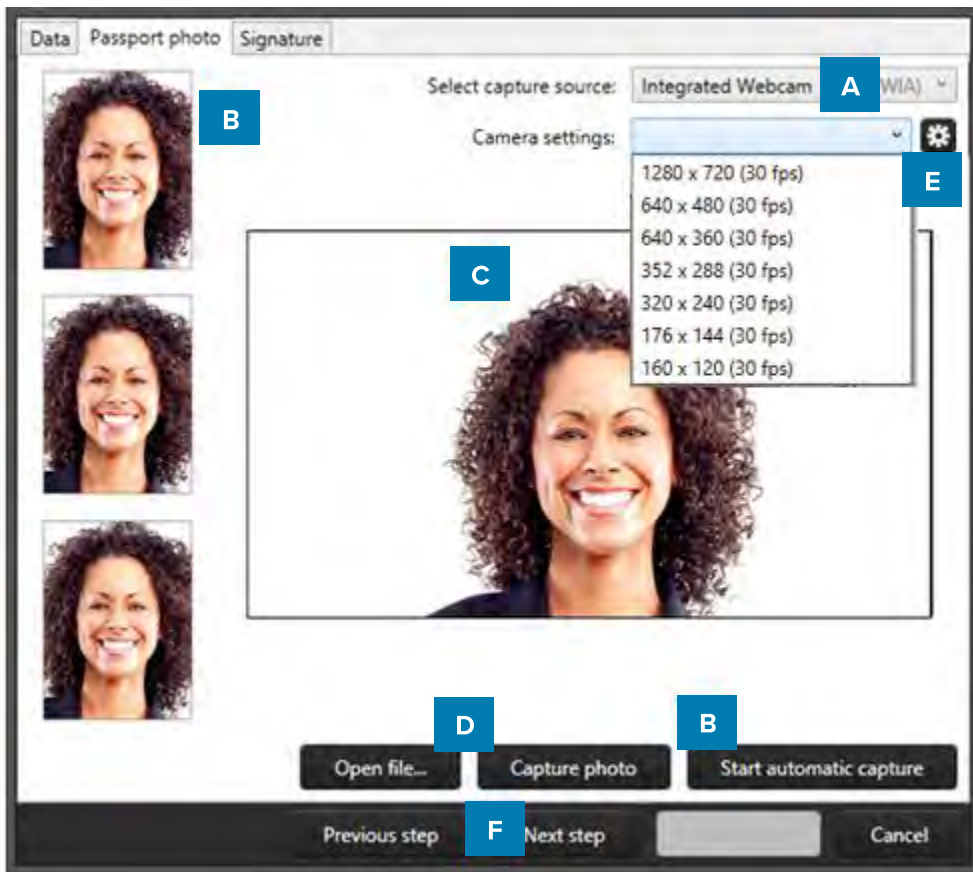 Data Passport photo Signature
Select capture source: Integrated Webcam A WIA)
B
Camera settings:
E
1280 x 720 (30 fps)
640 x 480 (30 fps)
640 x 360 (30 fps)
352 x 288 (30 fps)
320 x 240 (30 fps)
176 x 144 (30 fps)
160 x 120 (30 fps)
C
D B
Open file... Capture photo Start automatic capture
Previous step F Next step Cancel